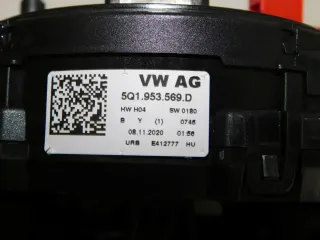 VW AG
5Q1.953.569.D
HW H04 SW 0180
B Y (1) 0746
08.11.2020 01:56
URB E412777 HU